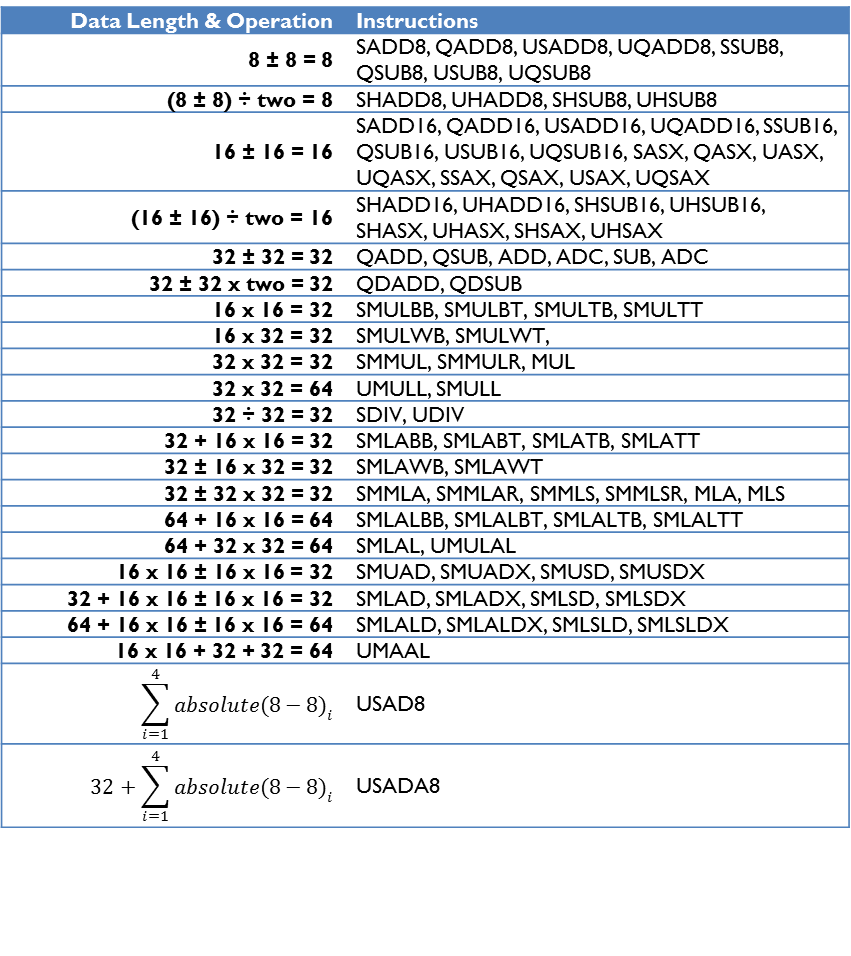 Data Length & Operation Instructions
8 ± 8 = 8 SADD8, QADD8, USADD8, UQADD8, SSUB8,
QSUB8, USUB8, UQSUB8
(8 ± 8) ÷ two = 8 SHADD8, UHADD8, SHSUB8, UHSUB8
SADD16, QADD16, USADD16, UQADD16, SSUB16,
16 ± 16 = 16 QSUB16, USUB16, UQSUB16, SASX, QASX, UASX,
UQASX, SSAX, QSAX, USAX, UQSAX
(16 ± 16) ÷ two = 16 SHADD16, UHADD16, SHSUB16, UHSUB16,
SHASX, UHASX, SHSAX, UHSAX
32 ± 32 = 32 QADD, QSUB, ADD, ADC, SUB, ADC
32 ± 32 x two = 32 QDADD, QDSUB
16 x 16 = 32 SMULBB, SMULBT, SMULTB, SMULTT
16 x 32 = 32 SMULWB, SMULWT,
32 x 32 = 32 SMMUL, SMMULR, MUL
32 x 32 = 64 UMULL, SMULL
32 ÷ 32 = 32 SDIV, UDIV
32 + 16 x 16 = 32 SMLABB, SMLABT, SMLATB, SMLATT
32 ± 16 x 32 = 32 SMLAWB, SMLAWT
32 ± 32 x 32 = 32 SMMLA, SMMLAR, SMMLS, SMMLSR, MLA, MLS
64 + 16 x 16 = 64 SMLALBB, SMLALBT, SMLALTB, SMLALTT
64 + 32 x 32 = 64 SMLAL, UMULAL
16 x 16 ± 16 x 16 = 32 SMUAD, SMUADX, SMUSD, SMUSDX
32 + 16 x 16 ± 16 x 16 = 32 SMLAD, SMLADX, SMLSD, SMLSDX
64 + 16 x 16 ± 16 x 16 = 64 SMLALD, SMLALDX, SMLSLD, SMLSLDX
16 x 16 + 32 + 32 = 64 UMAAL
4
∑ absolute(8 − 8)i USAD8
i=1
4
32 + ∑ absolute(8 − 8)i USADA8
i=1